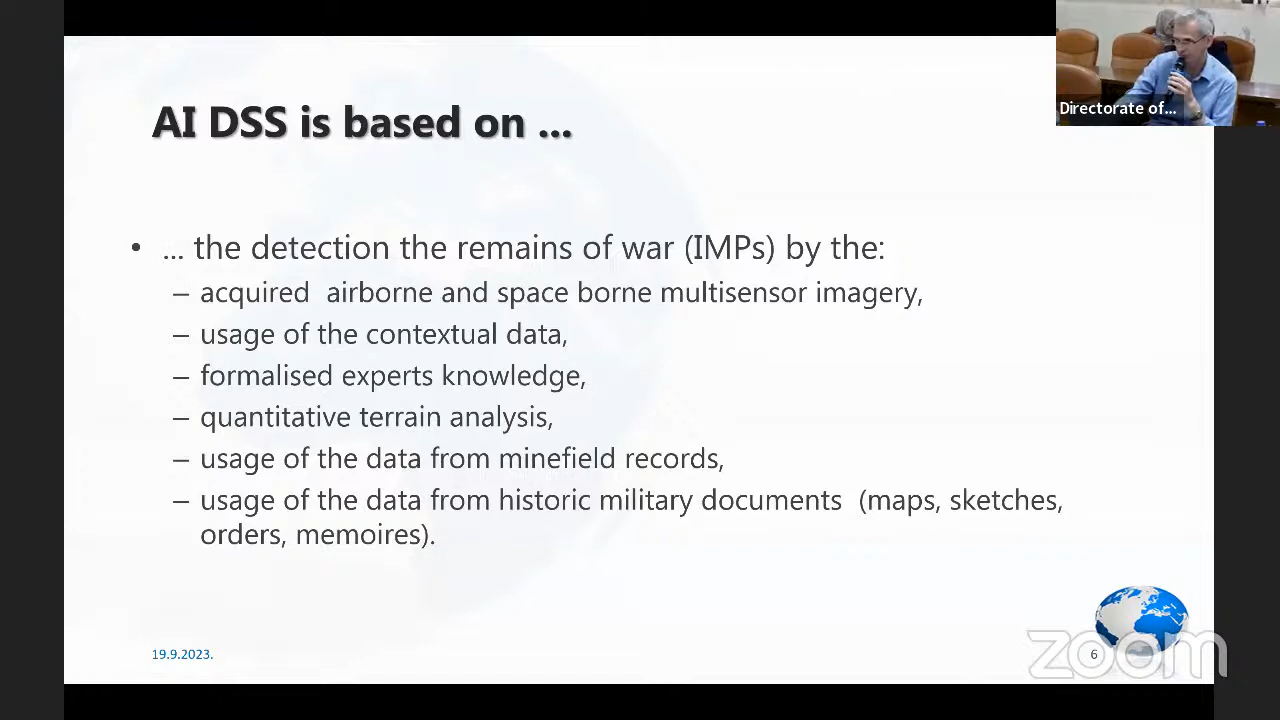 AI DSS is based on ...
Directorate of...
• ... the detection the remains of war (IMPs) by the:
– acquired airborne and space borne multisensor imagery,
– usage of the contextual data,
– formalised experts knowledge,
– quantitative terrain analysis,
– usage of the data from minefield records,
– usage of the data from historic military documents (maps, sketches,
orders, memoires).
19.9.2023.
6
zoom